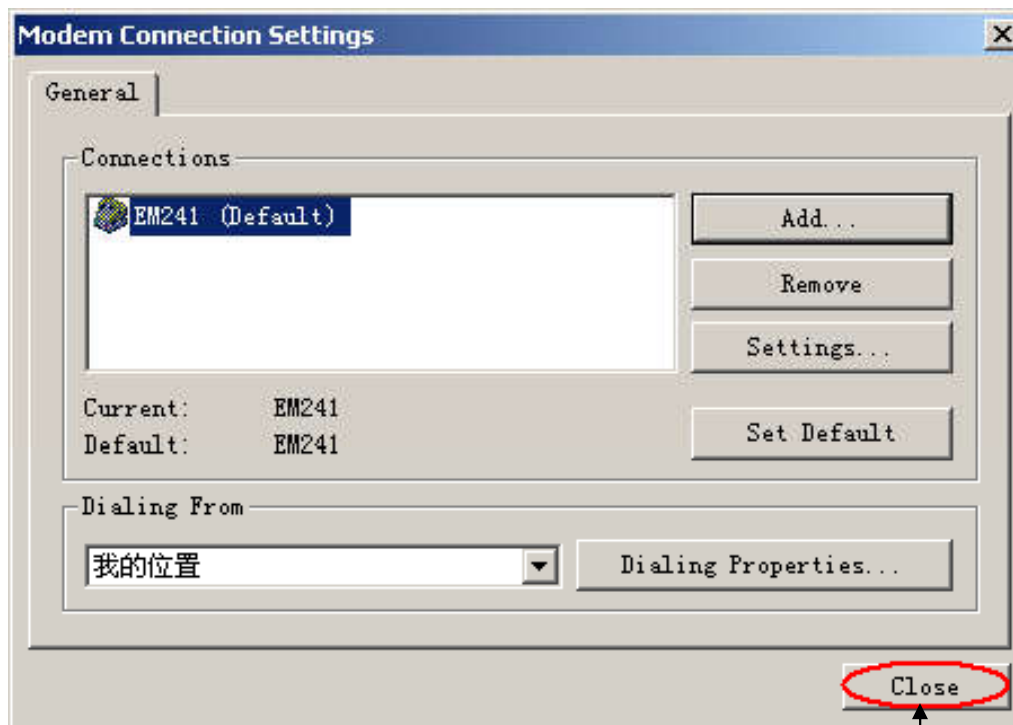 Modem Connection Settings
General
Connections
EM241 (Default)
Add...
Remove
Settings...
Current: EM241
Default: EM241
Set Default
Dialing From
我的位置
Dialing Properties...
Close